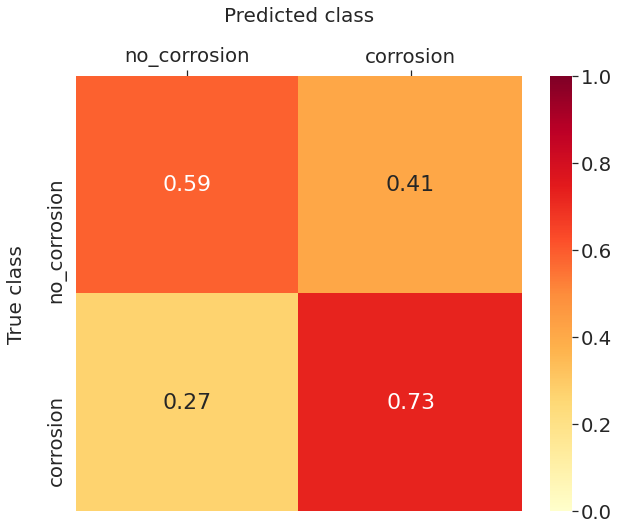 Predicted class
no_corrosion corrosion
True class
no_corrosion
0.59 0.41
corrosion
0.27 0.73
1.0
0.8
0.6
0.4
0.2
0.0